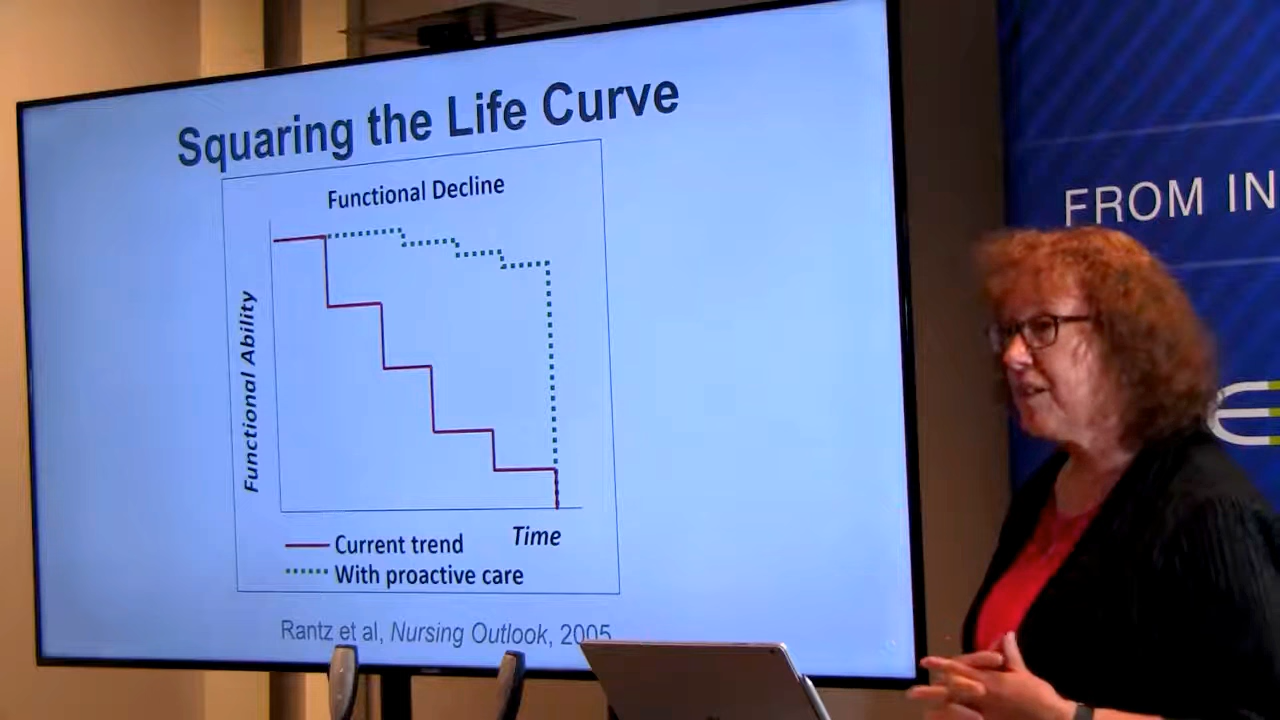 Squaring the Life Curve
Functional Decline
Functional Ability
Time
Current trend
With proactive care
Rantz et al, Nursing Outlook, 2005
FROM IN